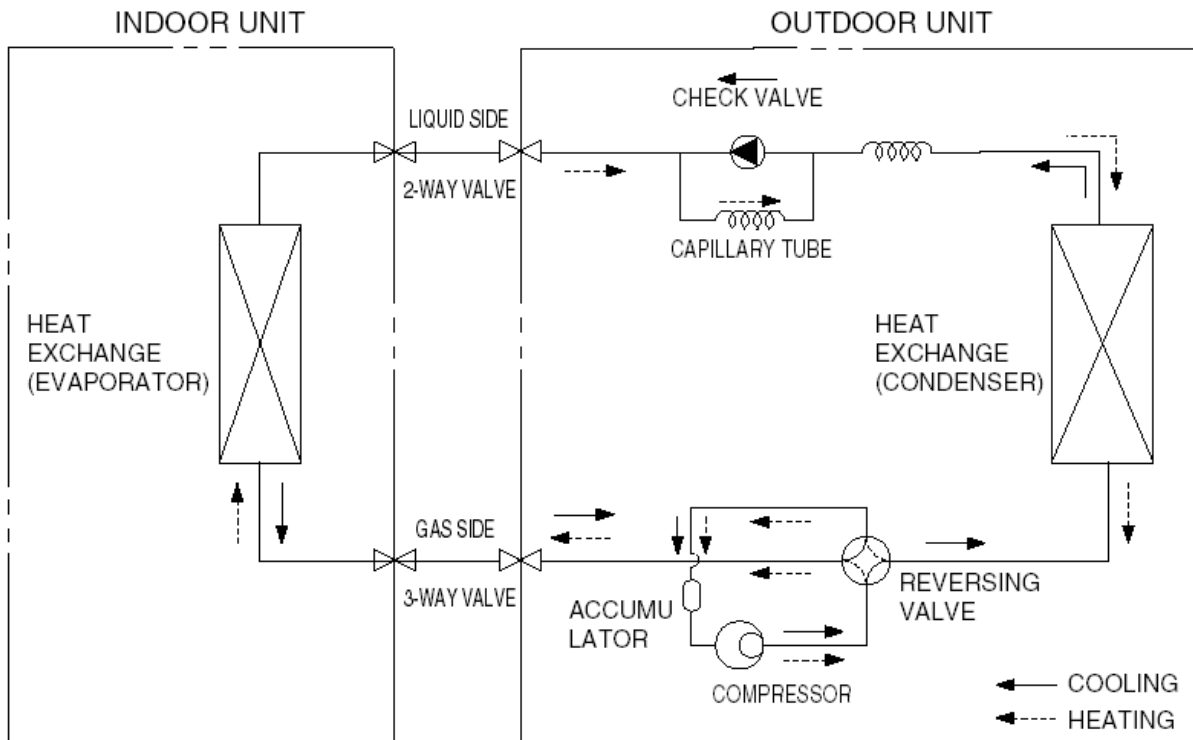 INDOOR UNIT
OUTDOOR UNIT
CHECK VALVE
LIQUID SIDE
2-WAY VALVE
CAPILLARY TUBE
HEAT
EXCHANGE
(EVAPORATOR)
HEAT
EXCHANGE
(CONDENSER)
GAS SIDE
3-WAY VALVE
ACCUMU
LATOR
REVERSING
VALVE
COMPRESSOR
COOLING
HEATING